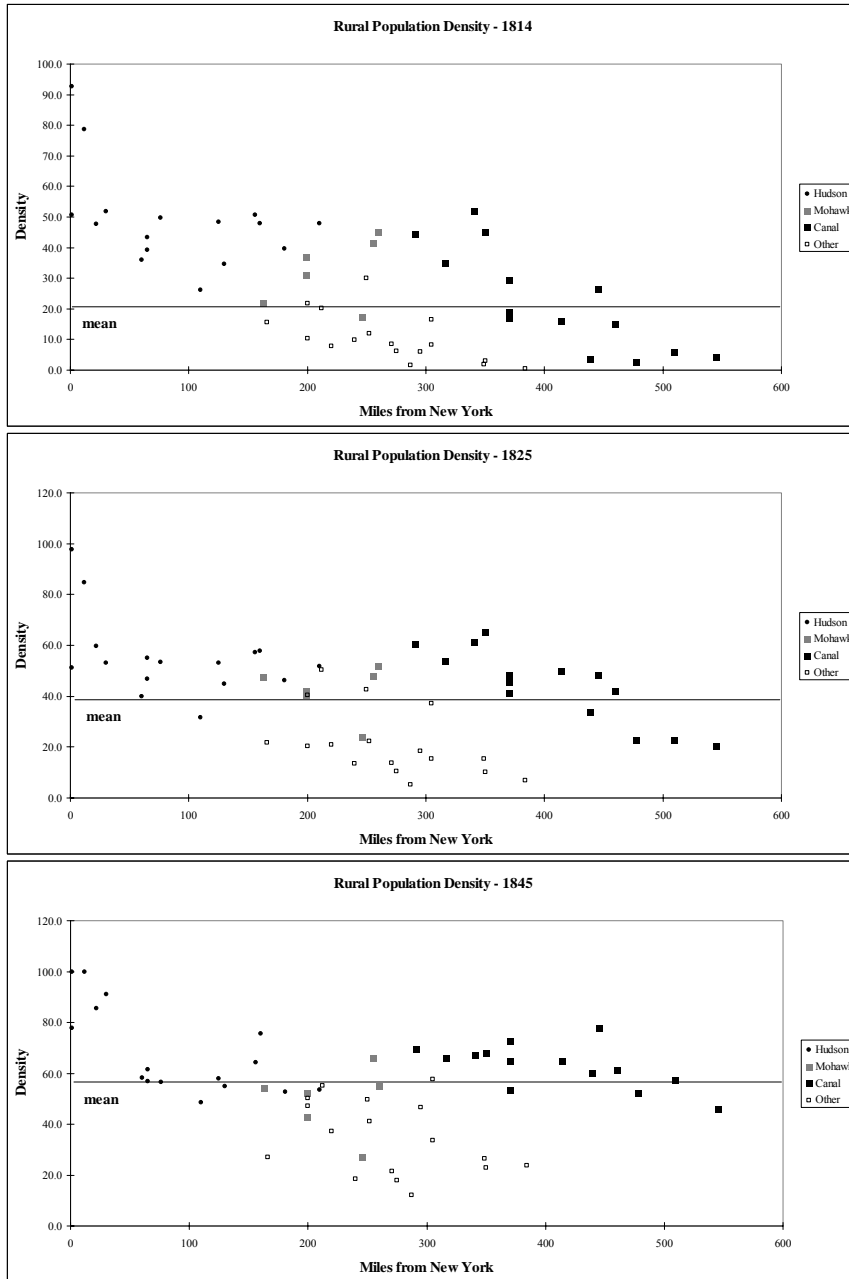 Rural Population Density - 1814
100.0
90.0
80.0
70.0
60.0
50.0
40.0
30.0
20.0
10.0
0.0
Density
mean
0 100 200 300 400 500 600
Miles from New York
Hudson
Mohawk
Canal
Other
Rural Population Density - 1825
120.0
100.0
80.0
60.0
40.0
20.0
0.0
Density
mean
0 100 200 300 400 500 600
Miles from New York
Hudson
Mohawk
Canal
Other
Rural Population Density - 1845
120.0
100.0
80.0
60.0
40.0
20.0
0.0
Density
mean
0 100 200 300 400 500 600
Miles from New York
Hudson
Mohawk
Canal
Other